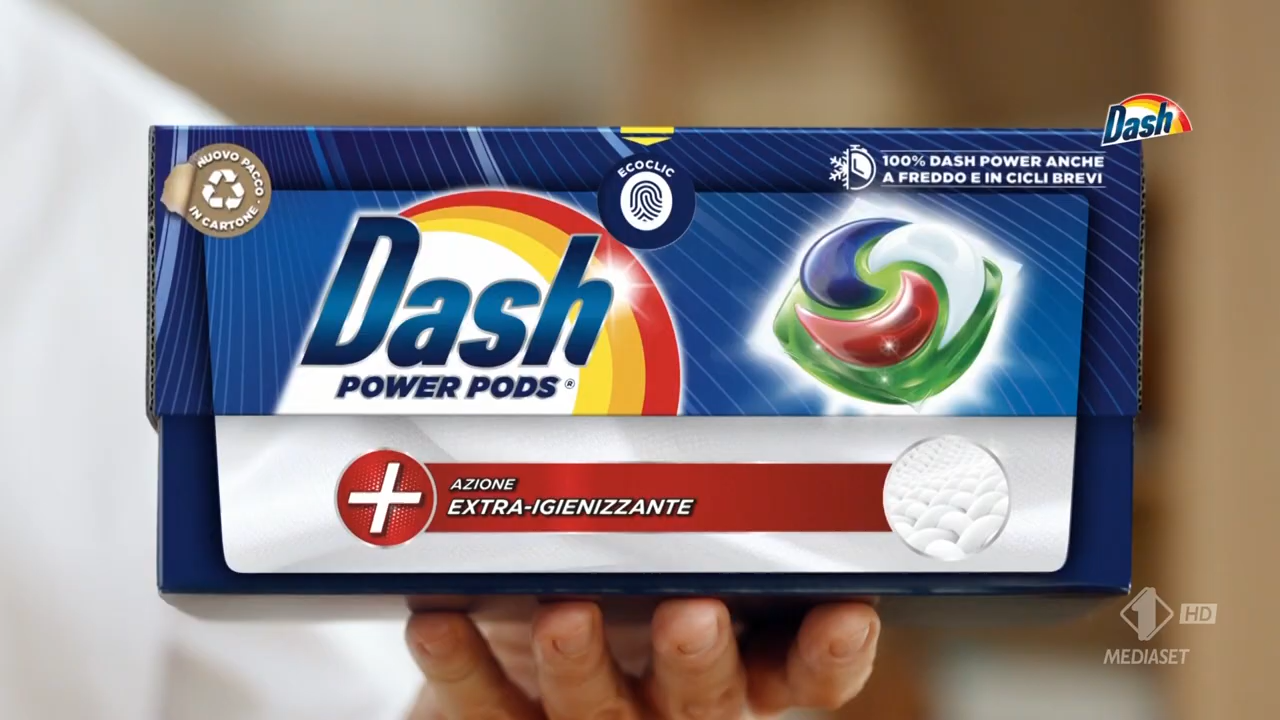 Dash
NUOVO PACCO
IN CARTONE
ECOCLIC
100% DASH POWER ANCHE
A FREDDO E IN CICLI BREVI
Dash
POWER PODS®
AZIONE
EXTRA-IGIENIZZANTE
1 HD
MEDIASET